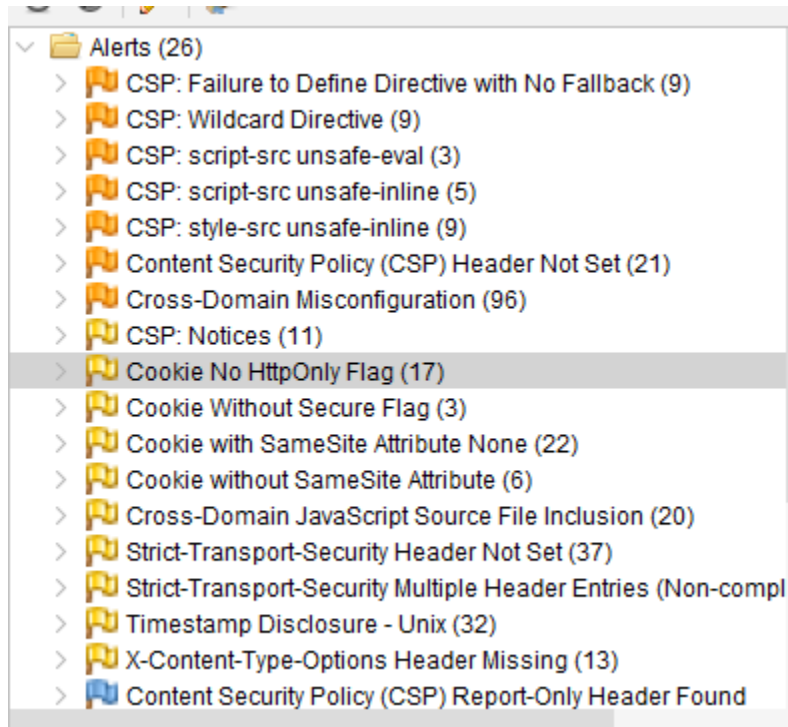 Alerts (26)
CSP: Failure to Define Directive with No Fallback (9)
CSP: Wildcard Directive (9)
CSP: script-src unsafe-eval (3)
CSP: script-src unsafe-inline (5)
CSP: style-src unsafe-inline (9)
Content Security Policy (CSP) Header Not Set (21)
Cross-Domain Misconfiguration (96)
CSP: Notices (11)
Cookie No HttpOnly Flag (17)
Cookie Without Secure Flag (3)
Cookie with SameSite Attribute None (22)
Cookie without SameSite Attribute (6)
Cross-Domain JavaScript Source File Inclusion (20)
Strict-Transport-Security Header Not Set (37)
Strict-Transport-Security Multiple Header Entries (Non-compl
Timestamp Disclosure - Unix (32)
X-Content-Type-Options Header Missing (13)
Content Security Policy (CSP) Report-Only Header Found